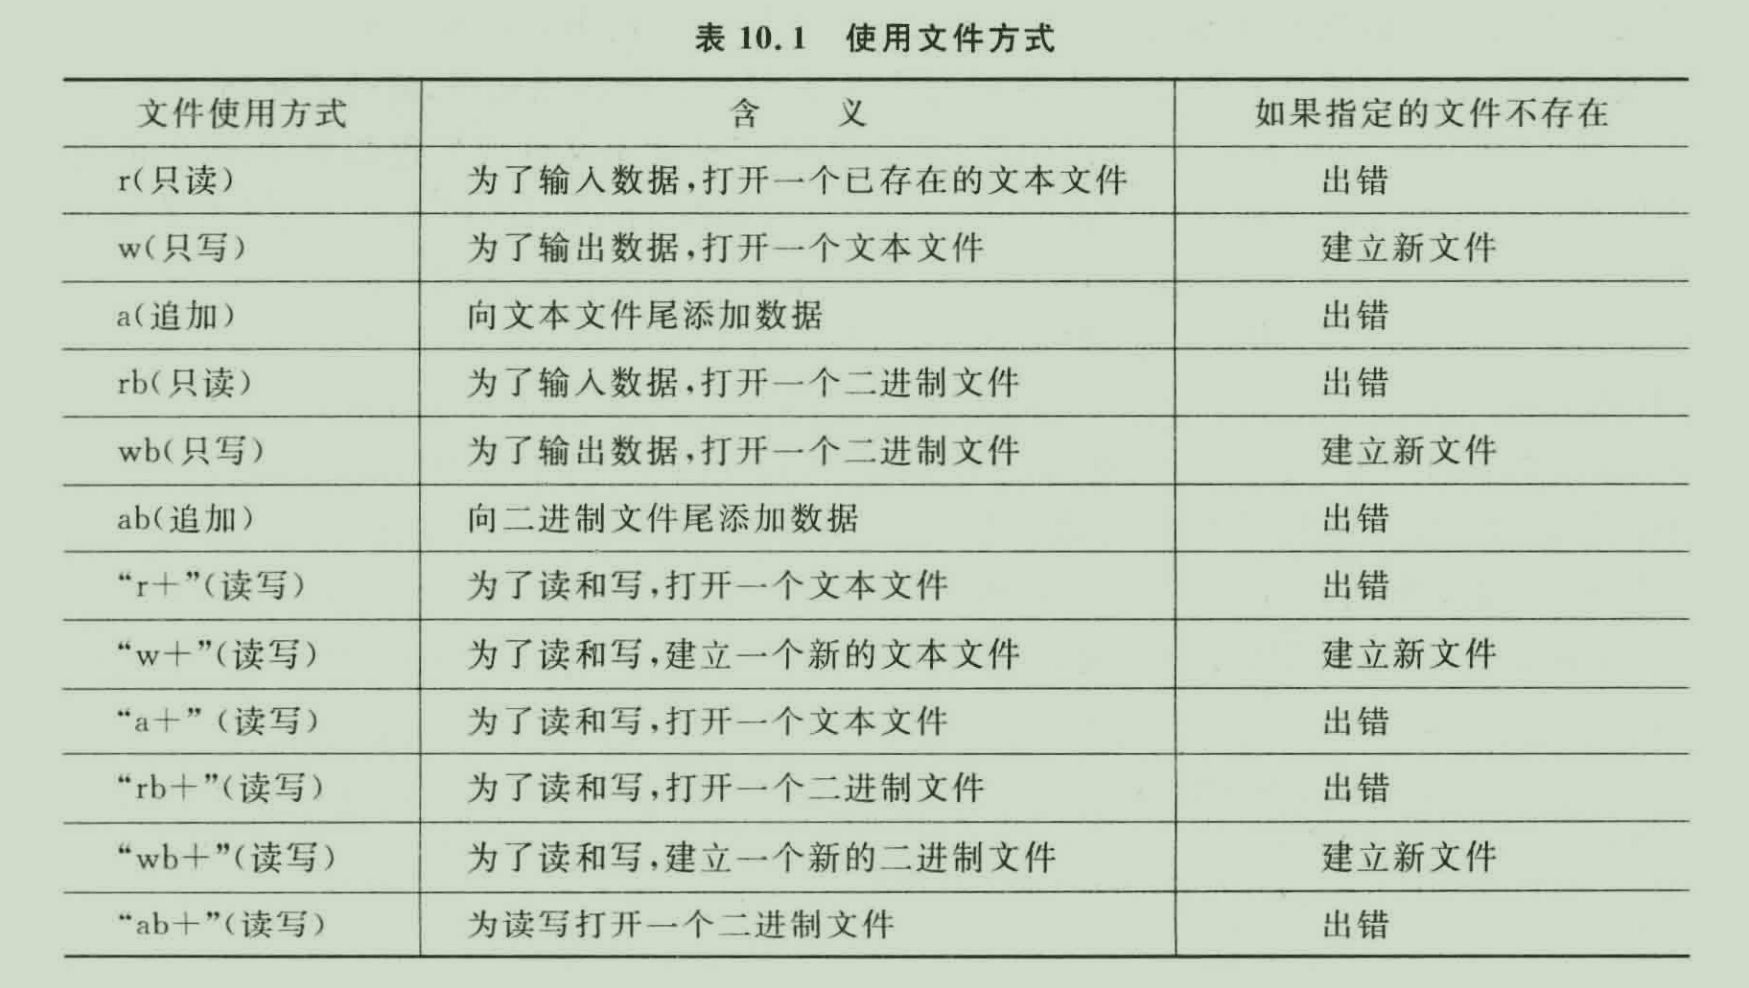 表 10.1 使用文件方式
文件使用方式 含 义 如果指定的文件不存在
r(只读) 为了输入数据,打开一个已存在的文本文件 出错
w(只写) 为了输出数据,打开一个文本文件 建立新文件
a(追加) 向文本文件尾添加数据 出错
rb(只读) 为了输入数据,打开一个二进制文件 出错
wb(只写) 为了输出数据,打开一个二进制文件 建立新文件
ab(追加) 向二进制文件尾添加数据 出错
“r+”(读写) 为了读和写,打开一个文本文件 出错
“w+”(读写) 为了读和写,建立一个新的文本文件 建立新文件
“a+” (读写) 为了读和写,打开一个文本文件 出错
“rb+”(读写) 为了读和写,打开一个二进制文件 出错
“wb+”(读写) 为了读和写,建立一个新的二进制文件 建立新文件
“ab+”(读写) 为读写打开一个二进制文件 出错